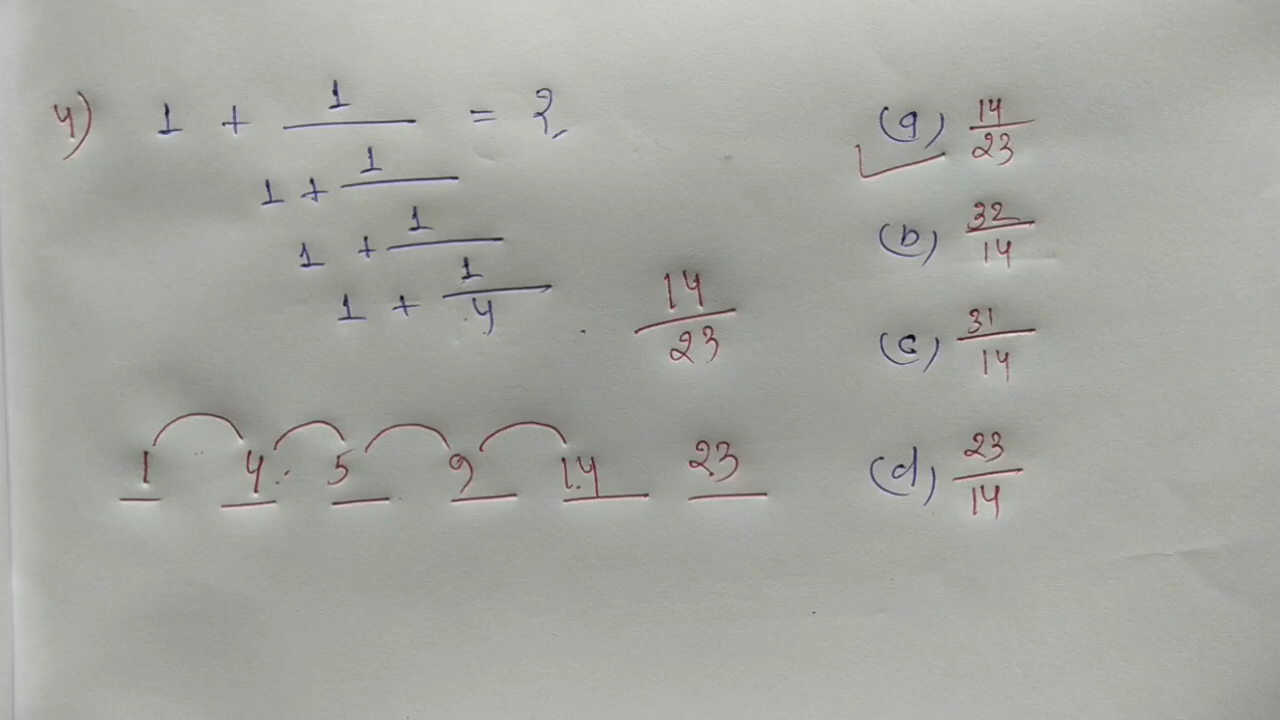 4) 1 + 1 = ?
1 + 1
1 + 1
1 + 1
4
14
23
1 4 5 9 14 23
(a) 14
23
(b) 32
14
(c) 31
14
(d) 23
14